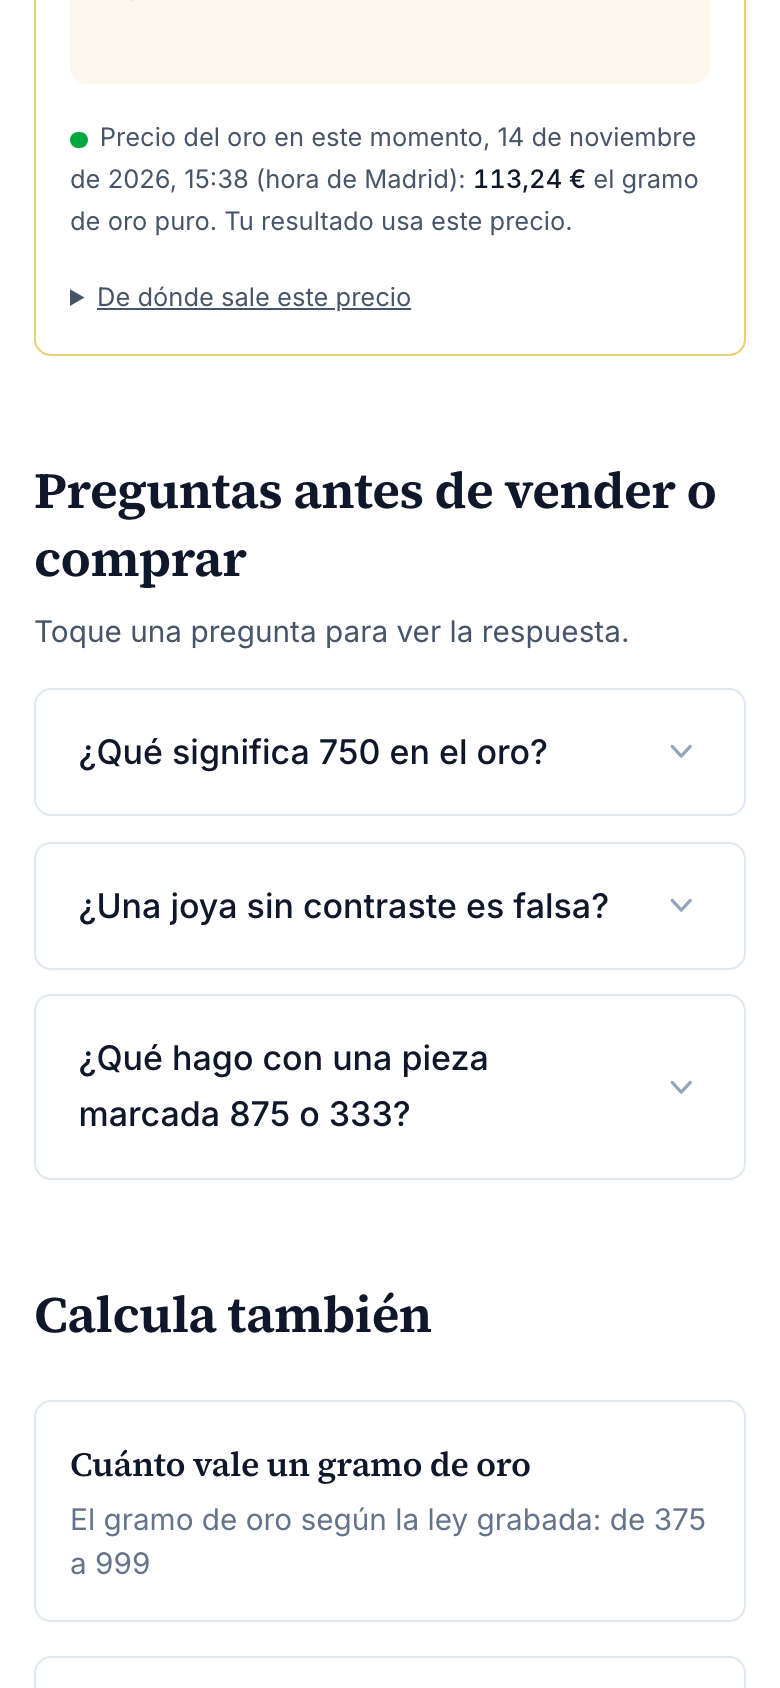 Precio del oro en este momento, 14 de noviembre
de 2026, 15:38 (hora de Madrid): 113,24 € el gramo
de oro puro. Tu resultado usa este precio.
De dónde sale este precio
Preguntas antes de vender o
comprar
Toque una pregunta para ver la respuesta.
¿Qué significa 750 en el oro?
¿Una joya sin contraste es falsa?
¿Qué hago con una pieza
marcada 875 o 333?
Calcula también
Cuánto vale un gramo de oro
El gramo de oro según la ley grabada: de 375
a 999